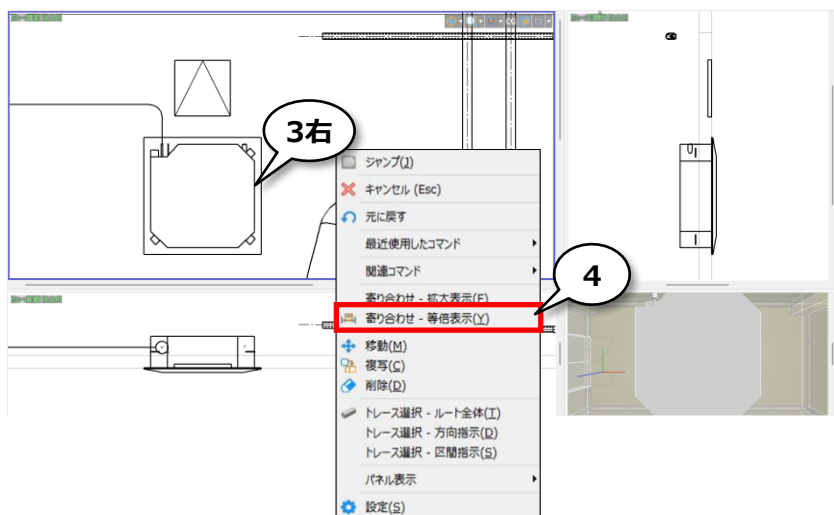 3右
ジャンプ(J)
キャンセル (Esc)
元に戻す
最近使用したコマンド
関連コマンド
寄り合わせ - 拡大表示(F)
寄り合わせ - 等倍表示(Y)
4
移動(M)
複写(C)
削除(D)
トレース選択 - ルート全体(T)
トレース選択 - 方向指示(D)
トレース選択 - 区間指示(S)
パネル表示
設定(S)